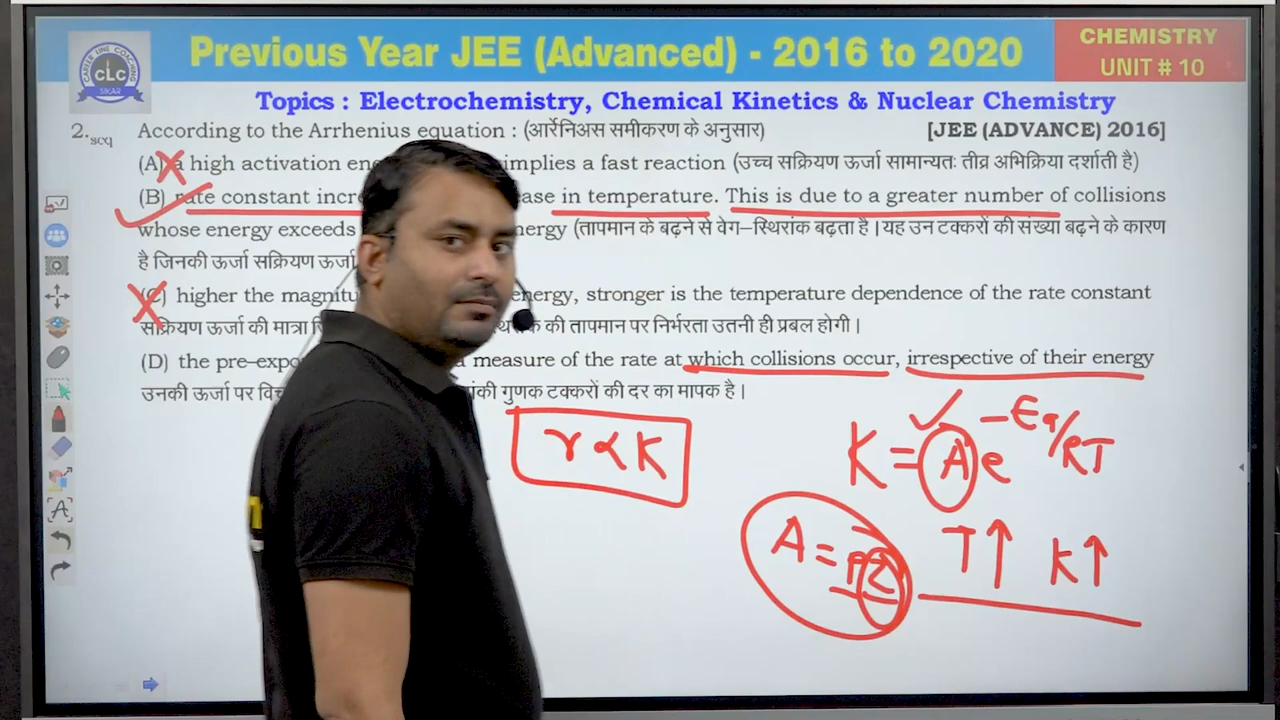 Previous Year JEE (Advanced) - 2016 to 2020
CHEMISTRY
UNIT # 10
CAREER LINE COACHING
CLC
SIKAR
Topics : Electrochemistry, Chemical Kinetics & Nuclear Chemistry
2. scq According to the Arrhenius equation : (आर्रेनिअस समीकरण के अनुसार) [JEE (ADVANCE) 2016]
(A) a high activation ene implies a fast reaction (उच्च सक्रियण ऊर्जा सामान्यतः तीव्र अभिक्रिया दर्शाती है)
(B) rate constant incre ease in temperature. This is due to a greater number of collisions
whose energy exceeds energy (तापमान के बढ़ने से वेग–स्थिरांक बढ़ता है। यह उन टक्करों की संख्या बढ़ने के कारण
है जिनकी ऊर्जा सक्रियण ऊर्जा
(C) higher the magnitu energy, stronger is the temperature dependence of the rate constant
सक्रियण ऊर्जा की मात्रा की तापमान पर निर्भरता उतनी ही प्रबल होगी।
(D) the pre-expo measure of the rate at which collisions occur, irrespective of their energy
उनकी ऊर्जा पर गुणक टक्करों की दर का मापक है।
r ∝ K
K = A e -Ea/RT
A = PZ
T↑ K↑